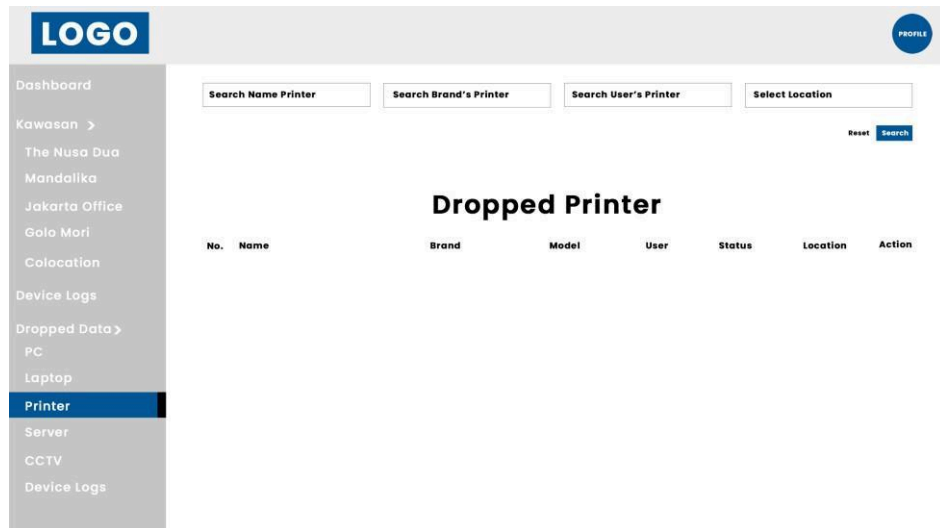 LOGO
PROFILE
Dashboard
Kawasan >
The Nusa Dua
Mandalika
Jakarta Office
Golo Mori
Colocation
Device Logs
Dropped Data >
PC
Laptop
Printer
Server
CCTV
Device Logs
Search Name Printer Search Brand's Printer Search User's Printer Select Location
Reset Search
Dropped Printer
No. Name Brand Model User Status Location Action